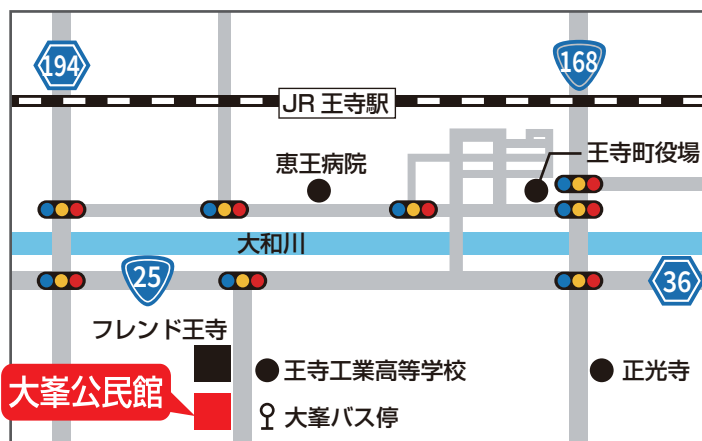 194
168
JR 王寺駅
恵王病院
王寺町役場
大和川
25
36
フレンド王寺
大峯公民館
王寺工業高等学校
正光寺
大峯バス停